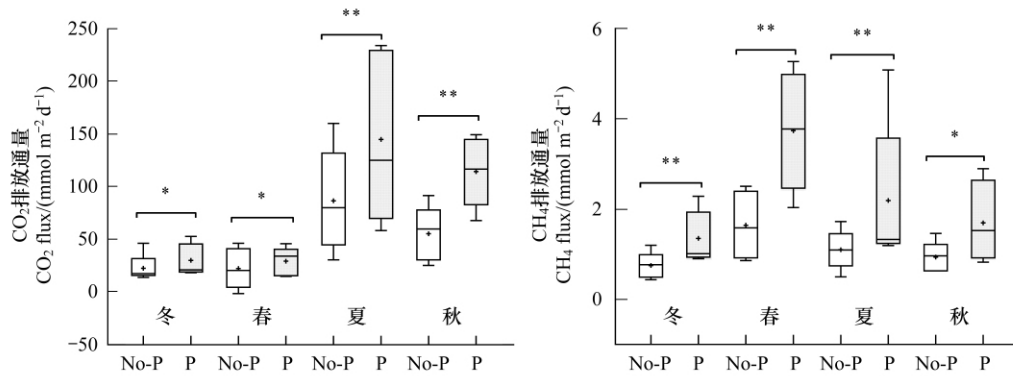 CO₂排放通量
CO₂ flux/(mmol m⁻² d⁻¹)
250
200
150
100
50
0
−50
**
**
*
*
冬 春 夏 秋
No-P P No-P P No-P P No-P P
CH₄排放通量
CH₄ flux/(mmol m⁻² d⁻¹)
6
4
2
0
**
**
**
*
冬 春 夏 秋
No-P P No-P P No-P P No-P P